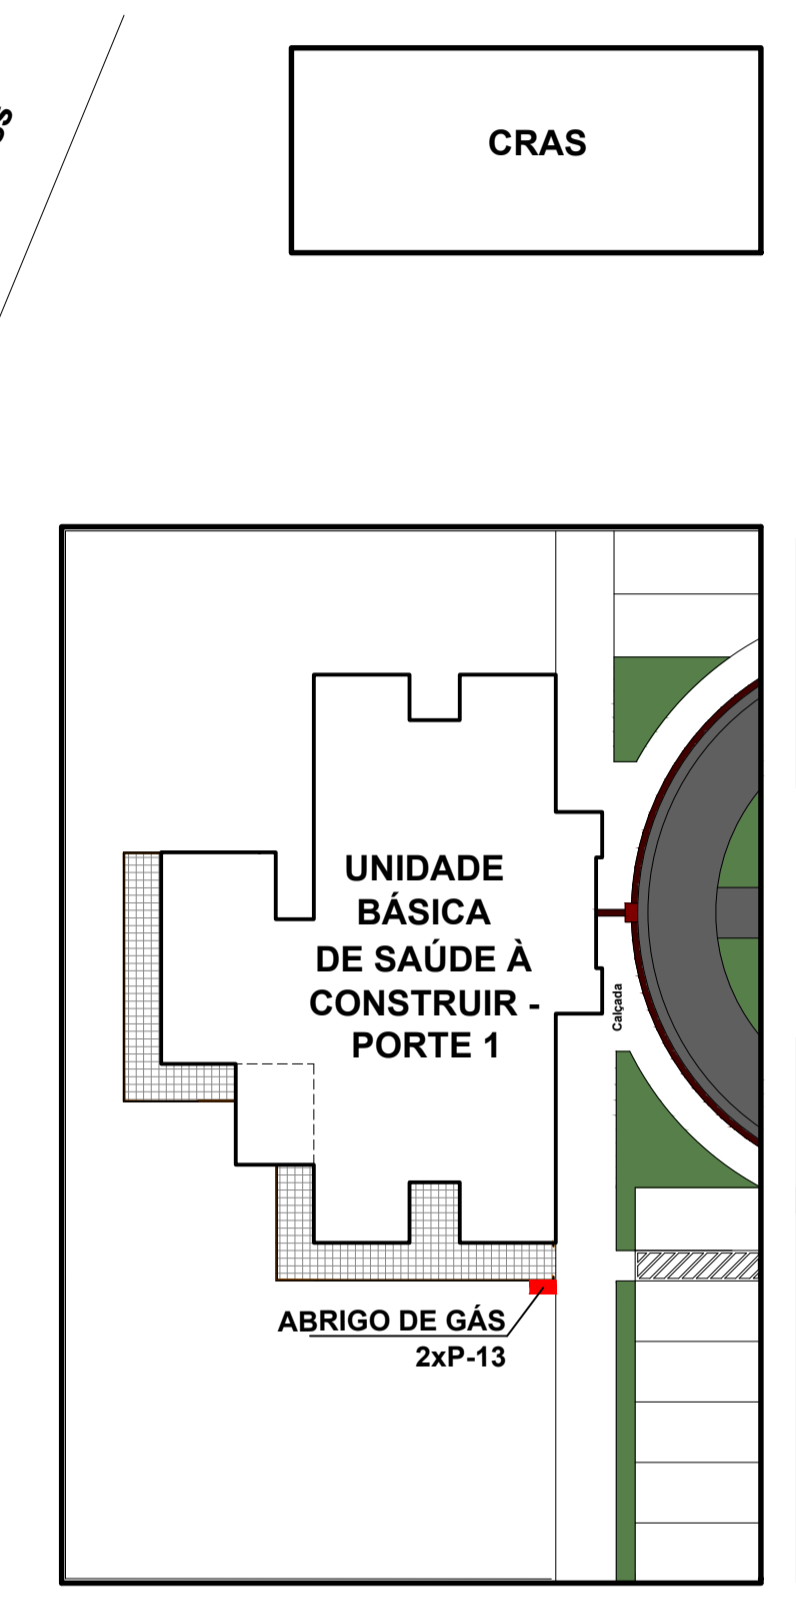 CRAS
UNIDADE
BÁSICA
DE SAÚDE À
CONSTRUIR -
PORTE 1
Calçada
ABRIGO DE GÁS
2xP-13